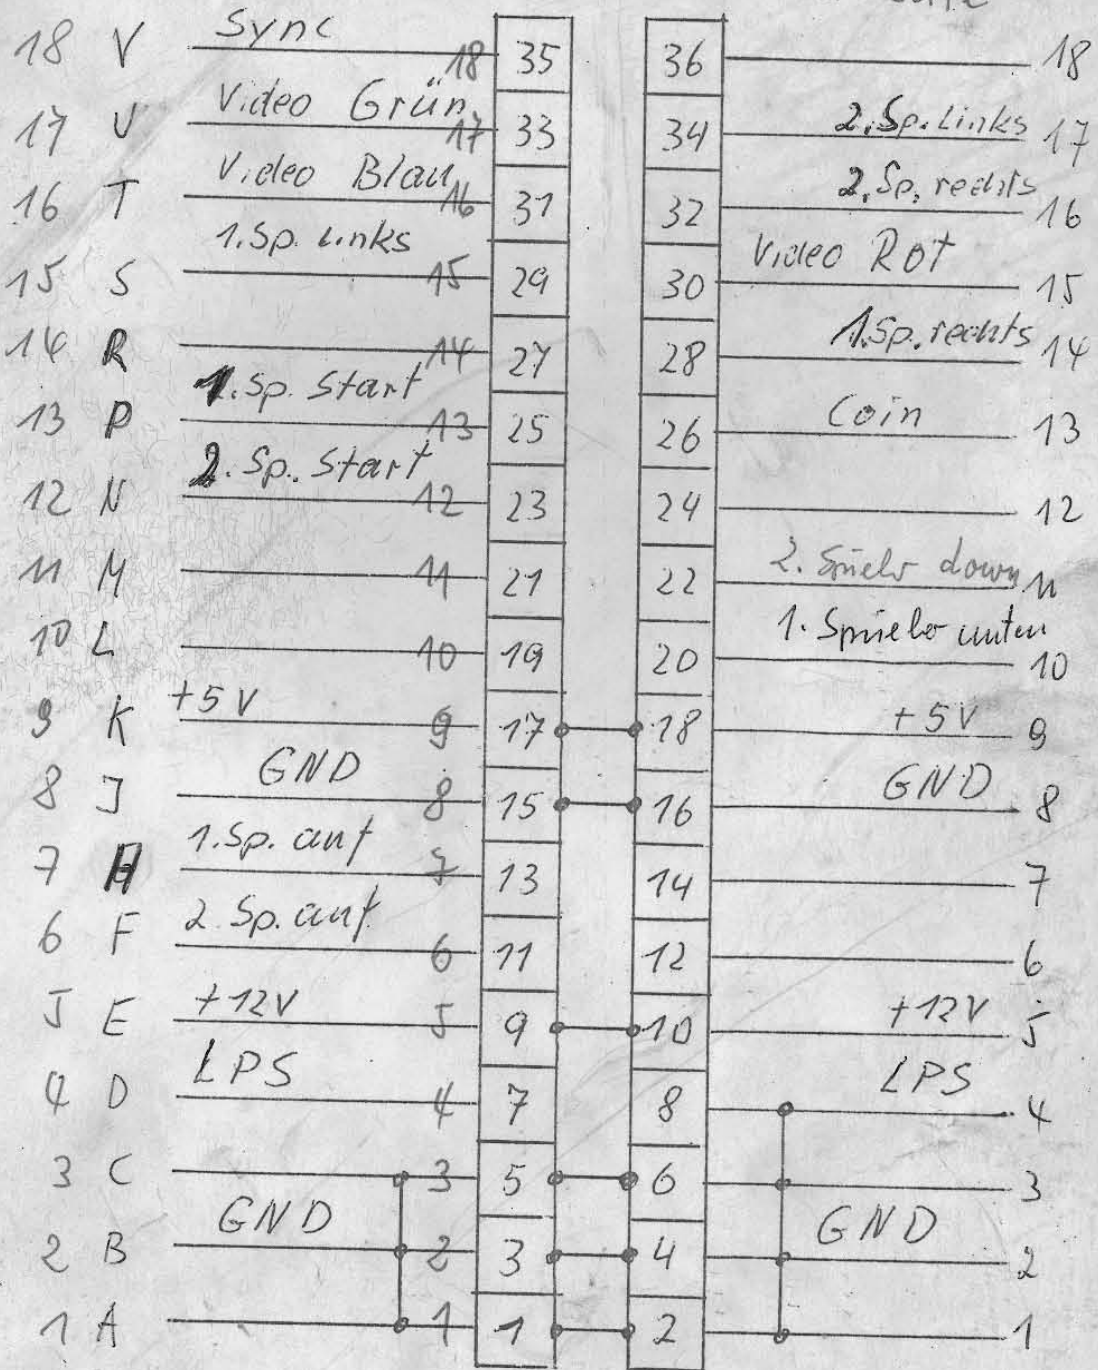 18 V Sync 18 35 36 18
17 U Video Grün 17 33 34 2.Sp.Links 17
16 T Video Blau 16 31 32 2.Sp.rechts 16
15 S 1.Sp. Links 15 29 30 Video Rot 15
14 R 14 27 28 1.Sp.rechts 14
13 P 1.Sp. Start 13 25 26 Coin 13
12 N 2.Sp. Start 12 23 24 12
11 M 11 21 22 2. Spieler down 11
10 L 10 19 20 1. Spieler unten 10
9 K +5V 9 17 18 +5V 9
8 J GND 8 15 16 GND 8
7 H 1.Sp. auf 7 13 14 7
6 F 2.Sp. auf 6 11 12 6
5 E +12V 5 9 10 +12V 5
4 D LPS 4 7 8 LPS 4
3 C 3 5 6 3
2 B GND 2 3 4 GND 2
1 A 1 1 2 1